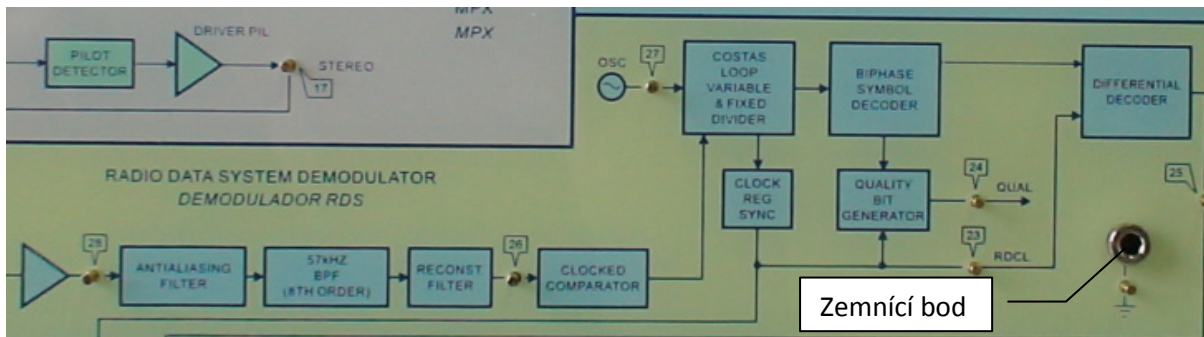 MPX
MPX
DRIVER PIL
PILOT
DETECTOR
STEREO
17
OSC
27
COSTAS
LOOP
VARIABLE
& FIXED
DIVIDER
BIPHASE
SYMBOL
DECODER
DIFFERENTIAL
DECODER
RADIO DATA SYSTEM DEMODULATOR
DEMODULADOR RDS
CLOCK
REG
SYNC
QUALITY
BIT
GENERATOR
24
QUAL
25
23
RDCL
28
ANTIALIASING
FILTER
57kHZ
BPF
(8TH ORDER)
RECONST.
FILTER
26
CLOCKED
COMPARATOR
Zemnící bod